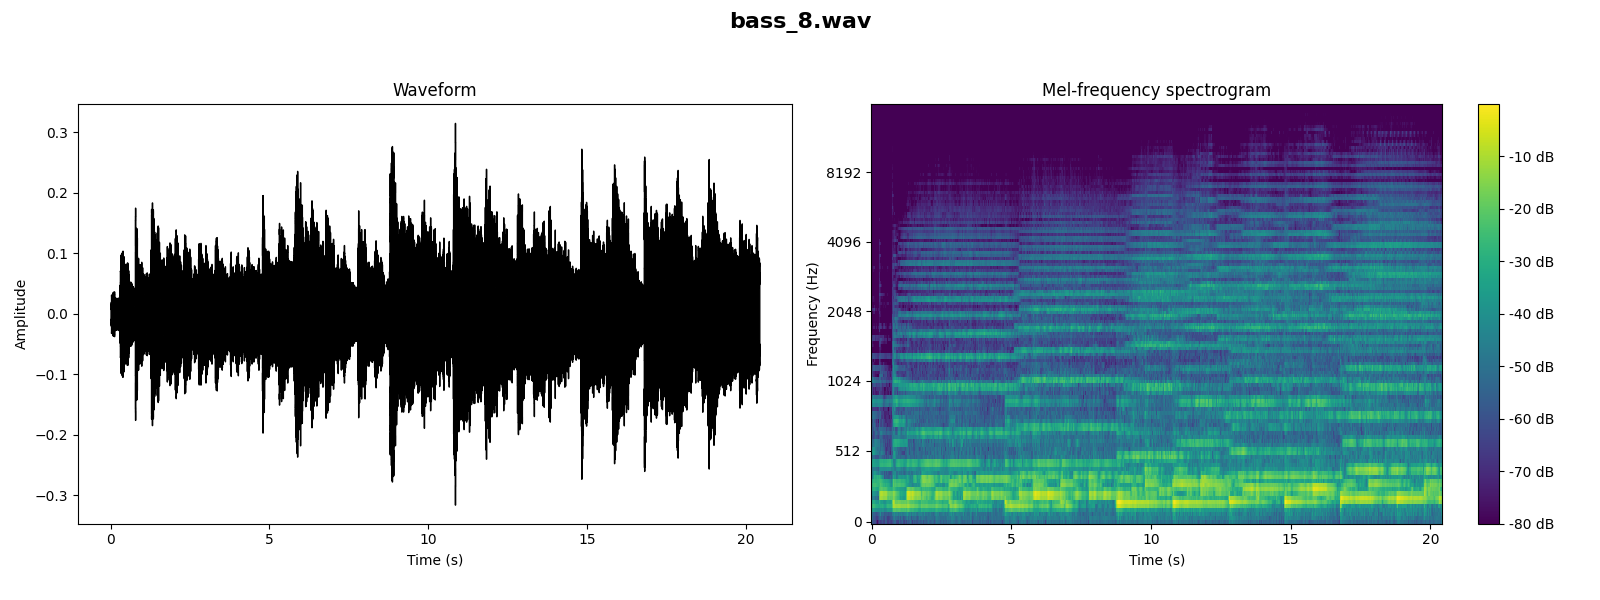 bass_8.wav
Waveform
Amplitude
0.3
0.2
0.1
0.0
−0.1
−0.2
−0.3
0 5 10 15 20
Time (s)
Mel-frequency spectrogram
Frequency (Hz)
8192
4096
2048
1024
512
0
0 5 10 15 20
Time (s)
-10 dB
-20 dB
-30 dB
-40 dB
-50 dB
-60 dB
-70 dB
-80 dB